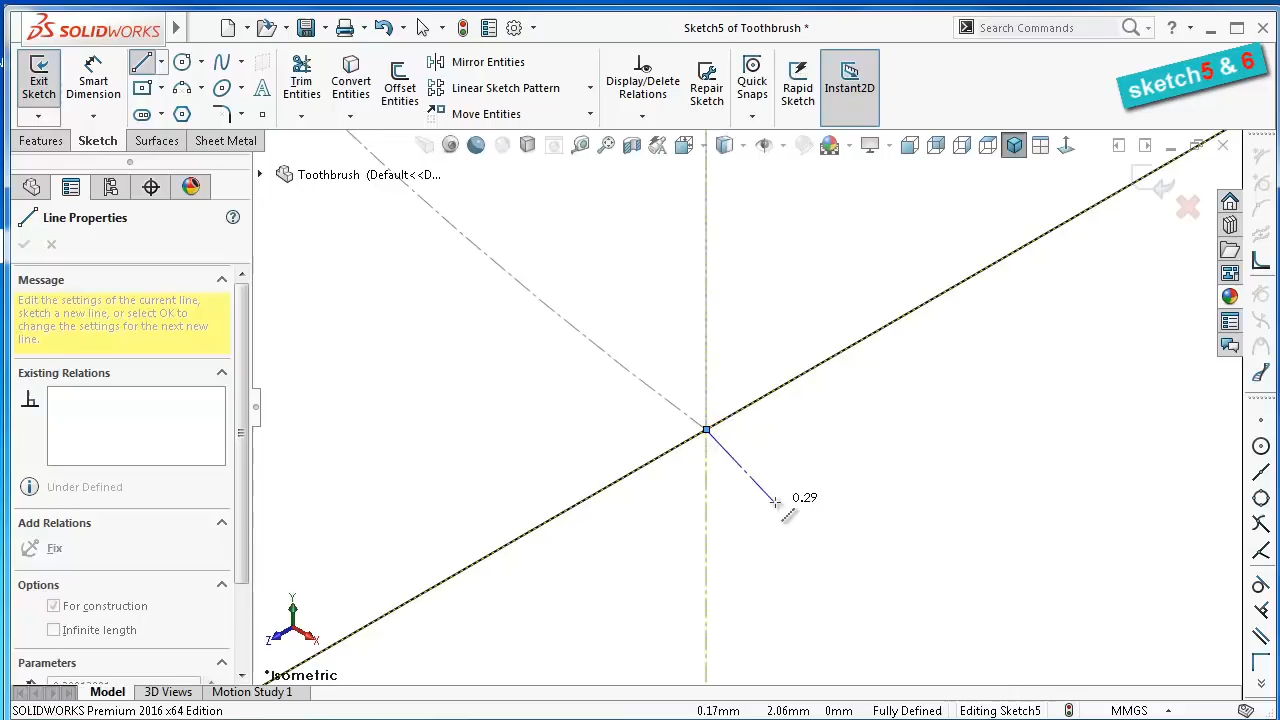 SOLIDWORKS
Sketch5 of Toothbrush *
Search Commands
sketch5 & 6
Exit Sketch
Smart Dimension
Trim Entities
Convert Entities
Offset Entities
Mirror Entities
Linear Sketch Pattern
Move Entities
Display/Delete Relations
Repair Sketch
Quick Snaps
Rapid Sketch
Instant2D
Features
Sketch
Surfaces
Sheet Metal
Toothbrush (Default<<D...
Line Properties
Message
Edit the settings of the current line,
sketch a new line, or select OK to
change the settings for the next new
line.
Existing Relations
Under Defined
Add Relations
Fix
Options
For construction
Infinite length
Parameters
0.29
Y
Z
X
*Isometric
Model
3D Views
Motion Study 1
SOLIDWORKS Premium 2016 x64 Edition
0.17mm
2.06mm
0mm
Fully Defined
Editing Sketch5
MMGS